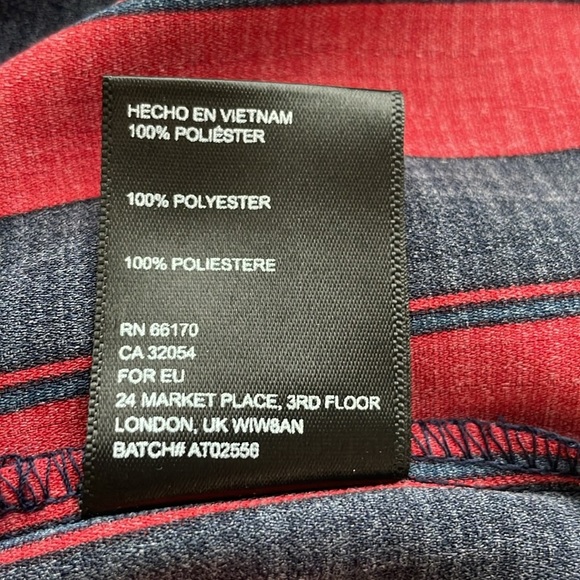 HECHO EN VIETNAM
100% POLIÉSTER
100% POLYESTER
100% POLIESTERE
RN 66170
CA 32054
FOR EU
24 MARKET PLACE, 3RD FLOOR
LONDON, UK WIW8AN
BATCH# AT02556